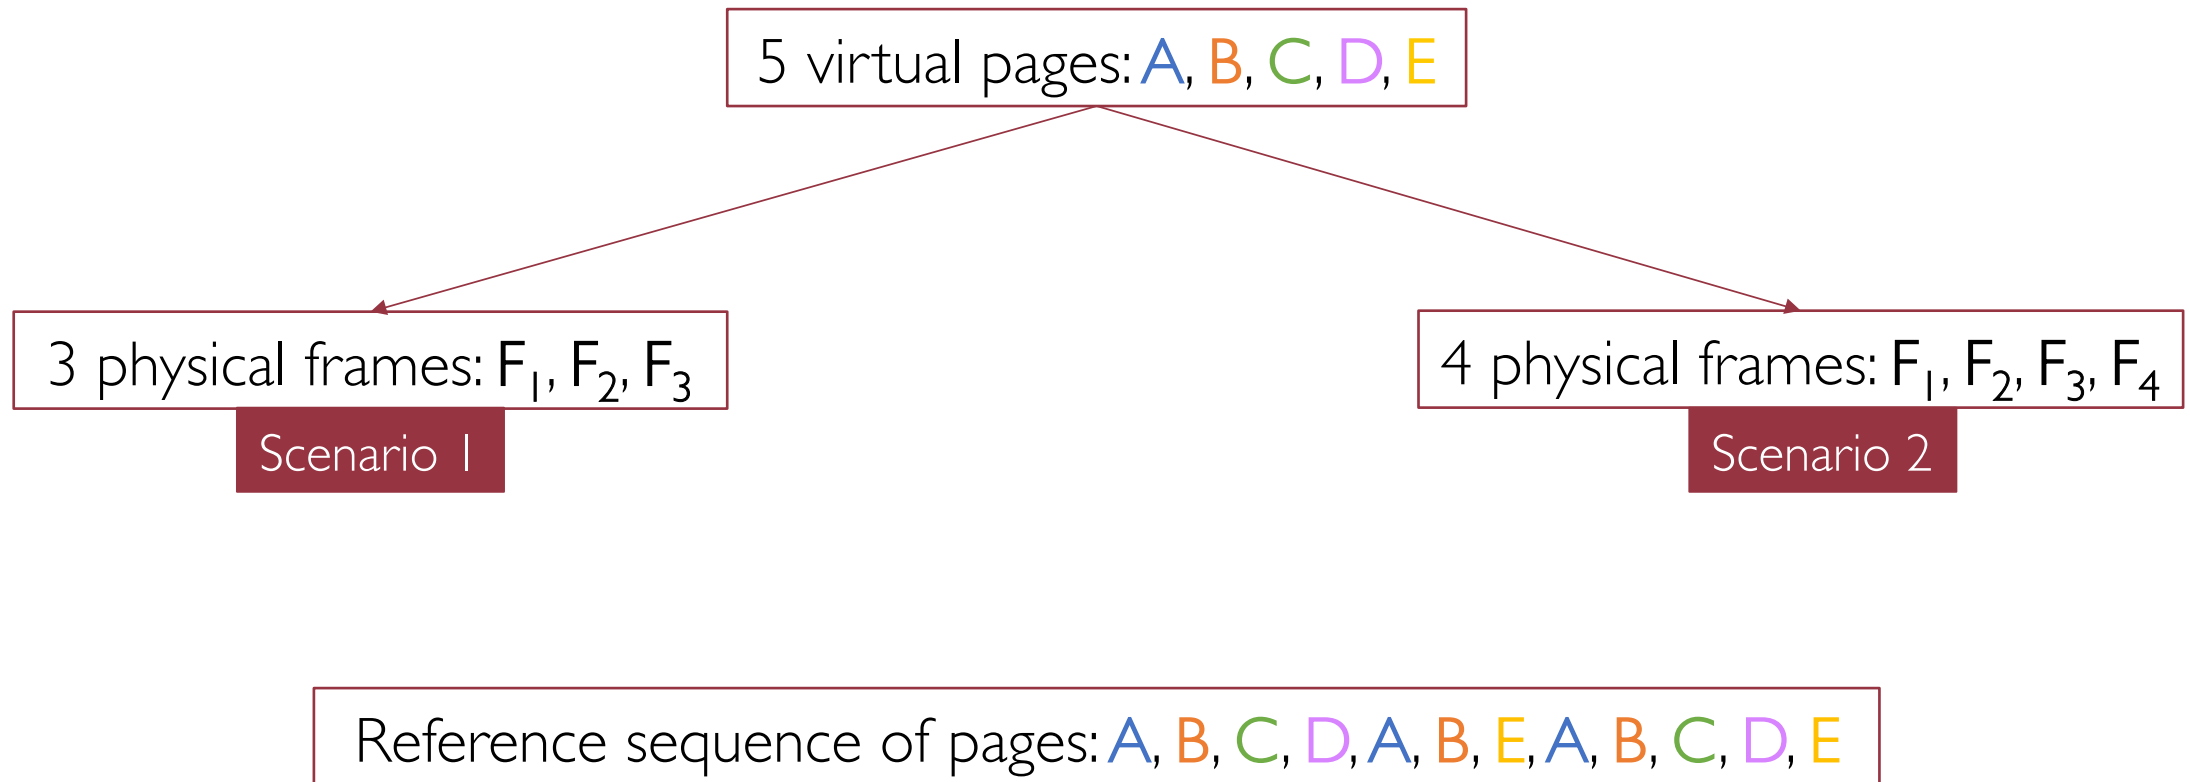 5 virtual pages: A, B, C, D, E
3 physical frames: F₁, F₂, F₃
4 physical frames: F₁, F₂, F₃, F₄
Scenario 1
Scenario 2
Reference sequence of pages: A, B, C, D, A, B, E, A, B, C, D, E